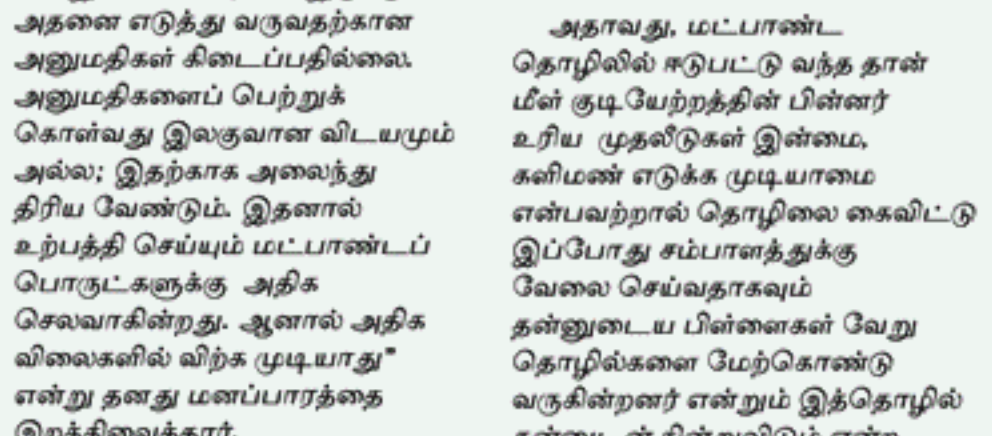 அதனை எடுத்து வருவதற்கான
அனுமதிகள் கிடைப்பதில்லை.
அனுமதிகளைப் பெற்றுக்
கொள்வது இலகுவான விடயமும்
அல்ல; இதற்காக அலைந்து
திரிய வேண்டும். இதனால்
உற்பத்தி செய்யும் மட்பாண்டப்
பொருட்களுக்கு அதிக
செலவாகின்றது. ஆனால் அதிக
விலைகளில் விற்க முடியாது"
என்று தனது மனப்பாரத்தை
இறக்கிவைத்தார்.
அதாவது, மட்பாண்ட
தொழிலில் ஈடுபட்டு வந்த தான்
மீள் குடியேற்றத்தின் பின்னர்
உரிய முதலீடுகள் இன்மை,
களிமண் எடுக்க முடியாமை
என்பவற்றால் தொழிலை கைவிட்டு
இப்போது சம்பளத்துக்கு
வேலை செய்வதாகவும்
தன்னுடைய பிள்ளைகள் வேறு
தொழில்களை மேற்கொண்டு
வருகின்றனர் என்றும் இத்தொழில்